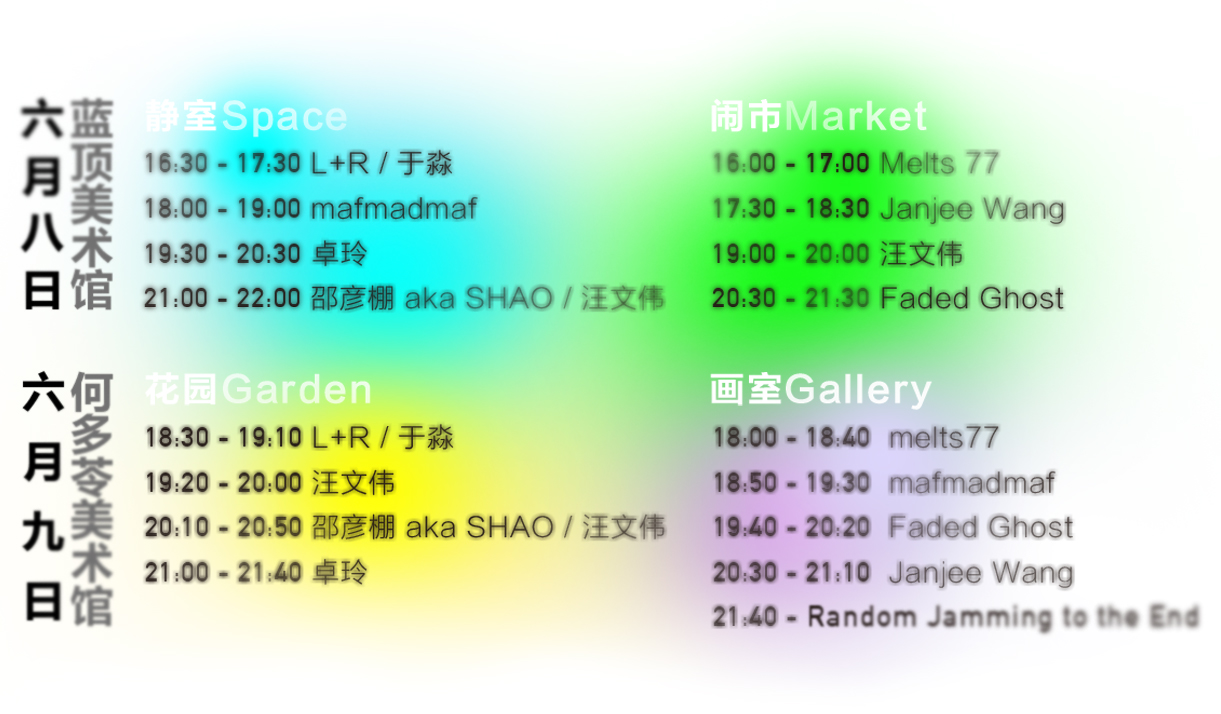 六月八日
蓝顶美术馆
静室Space
16:30 - 17:30 L+R / 于淼
18:00 - 19:00 mafmadmaf
19:30 - 20:30 卓玲
21:00 - 22:00 邵彦棚 aka SHAO / 汪文伟
闹市Market
16:00 - 17:00 Melts 77
17:30 - 18:30 Janjee Wang
19:00 - 20:00 汪文伟
20:30 - 21:30 Faded Ghost
六月九日
何多苓美术馆
花园Garden
18:30 - 19:10 L+R / 于淼
19:20 - 20:00 汪文伟
20:10 - 20:50 邵彦棚 aka SHAO / 汪文伟
21:00 - 21:40 卓玲
画室Gallery
18:00 - 18:40 melts77
18:50 - 19:30 mafmadmaf
19:40 - 20:20 Faded Ghost
20:30 - 21:10 Janjee Wang
21:40 - Random Jamming to the End